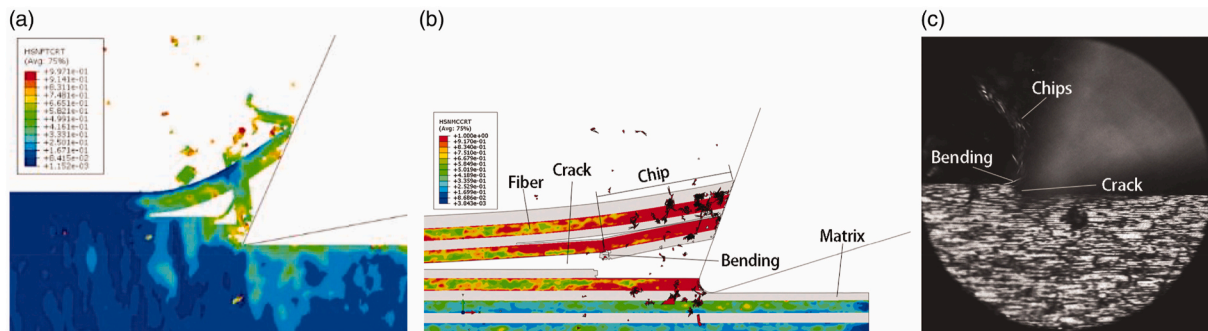 (a)
HSNFTCRT
(Avg: 75%)
+9.971e-01
+9.141e-01
+8.311e-01
+7.481e-01
+6.651e-01
+5.821e-01
+4.991e-01
+4.161e-01
+3.331e-01
+2.501e-01
+1.671e-01
+8.415e-02
+1.152e-03
(b)
HSNMCCRT
(Avg: 75%)
+1.000e+00
+9.170e-01
+8.340e-01
+7.510e-01
+6.679e-01
+5.849e-01
+5.019e-01
+4.189e-01
+3.359e-01
+2.529e-01
+1.699e-01
+8.686e-02
+3.843e-03
Fiber
Crack
Chip
Bending
Matrix
(c)
Chips
Bending
Crack